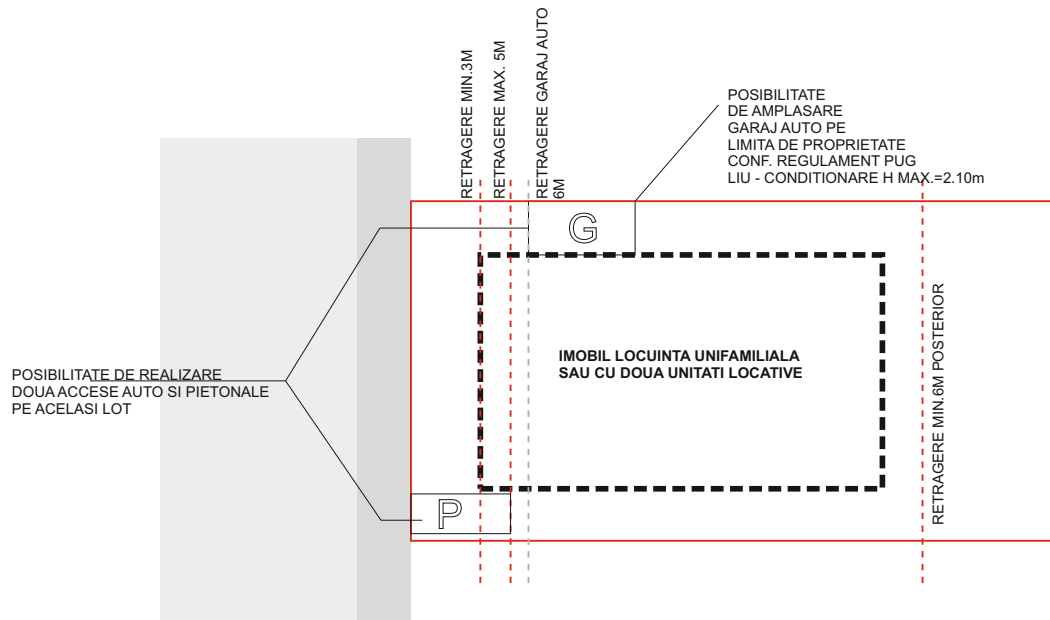 RETRAGERE MIN.3M
RETRAGERE MAX. 5M
RETRAGERE GARAJ AUTO
6M
POSIBILITATE
DE AMPLASARE
GARAJ AUTO PE
LIMITA DE PROPRIETATE
CONF. REGULAMENT PUG
LIU - CONDITIONARE H MAX.=2.10m
G
IMOBIL LOCUINTA UNIFAMILIALA
SAU CU DOUA UNITATI LOCATIVE
RETRAGERE MIN.6M POSTERIOR
POSIBILITATE DE REALIZARE
DOUA ACCESE AUTO SI PIETONALE
PE ACELASI LOT
P